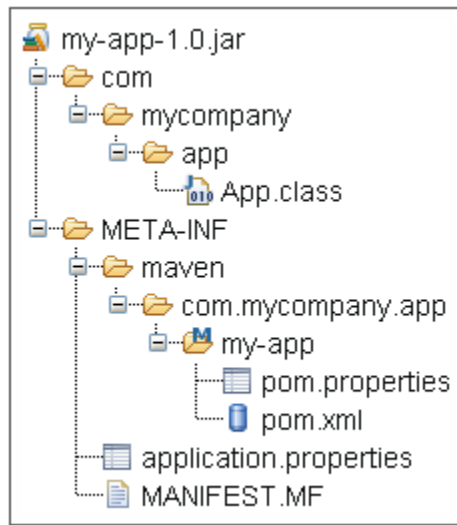 my-app-1.0.jar
com
mycompany
app
App.class
META-INF
maven
com.mycompany.app
my-app
pom.properties
pom.xml
application.properties
MANIFEST.MF